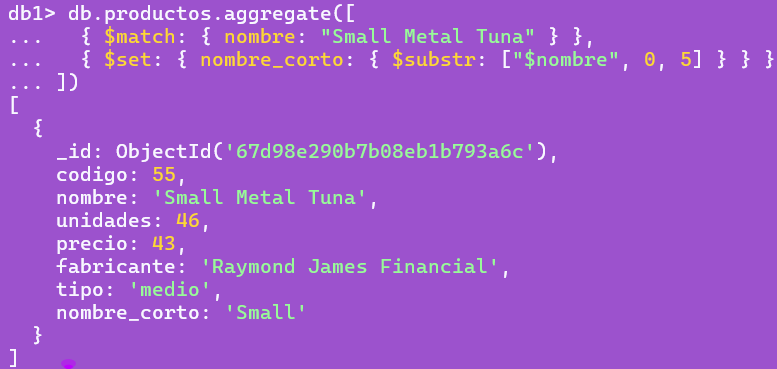 db1> db.productos.aggregate([
...   { $match: { nombre: "Small Metal Tuna" } },
...   { $set: { nombre_corto: { $substr: ["$nombre", 0, 5] } } }
... ])
[
  {
    _id: ObjectId('67d98e290b7b08eb1b793a6c'),
    codigo: 55,
    nombre: 'Small Metal Tuna',
    unidades: 46,
    precio: 43,
    fabricante: 'Raymond James Financial',
    tipo: 'medio',
    nombre_corto: 'Small'
  }
]